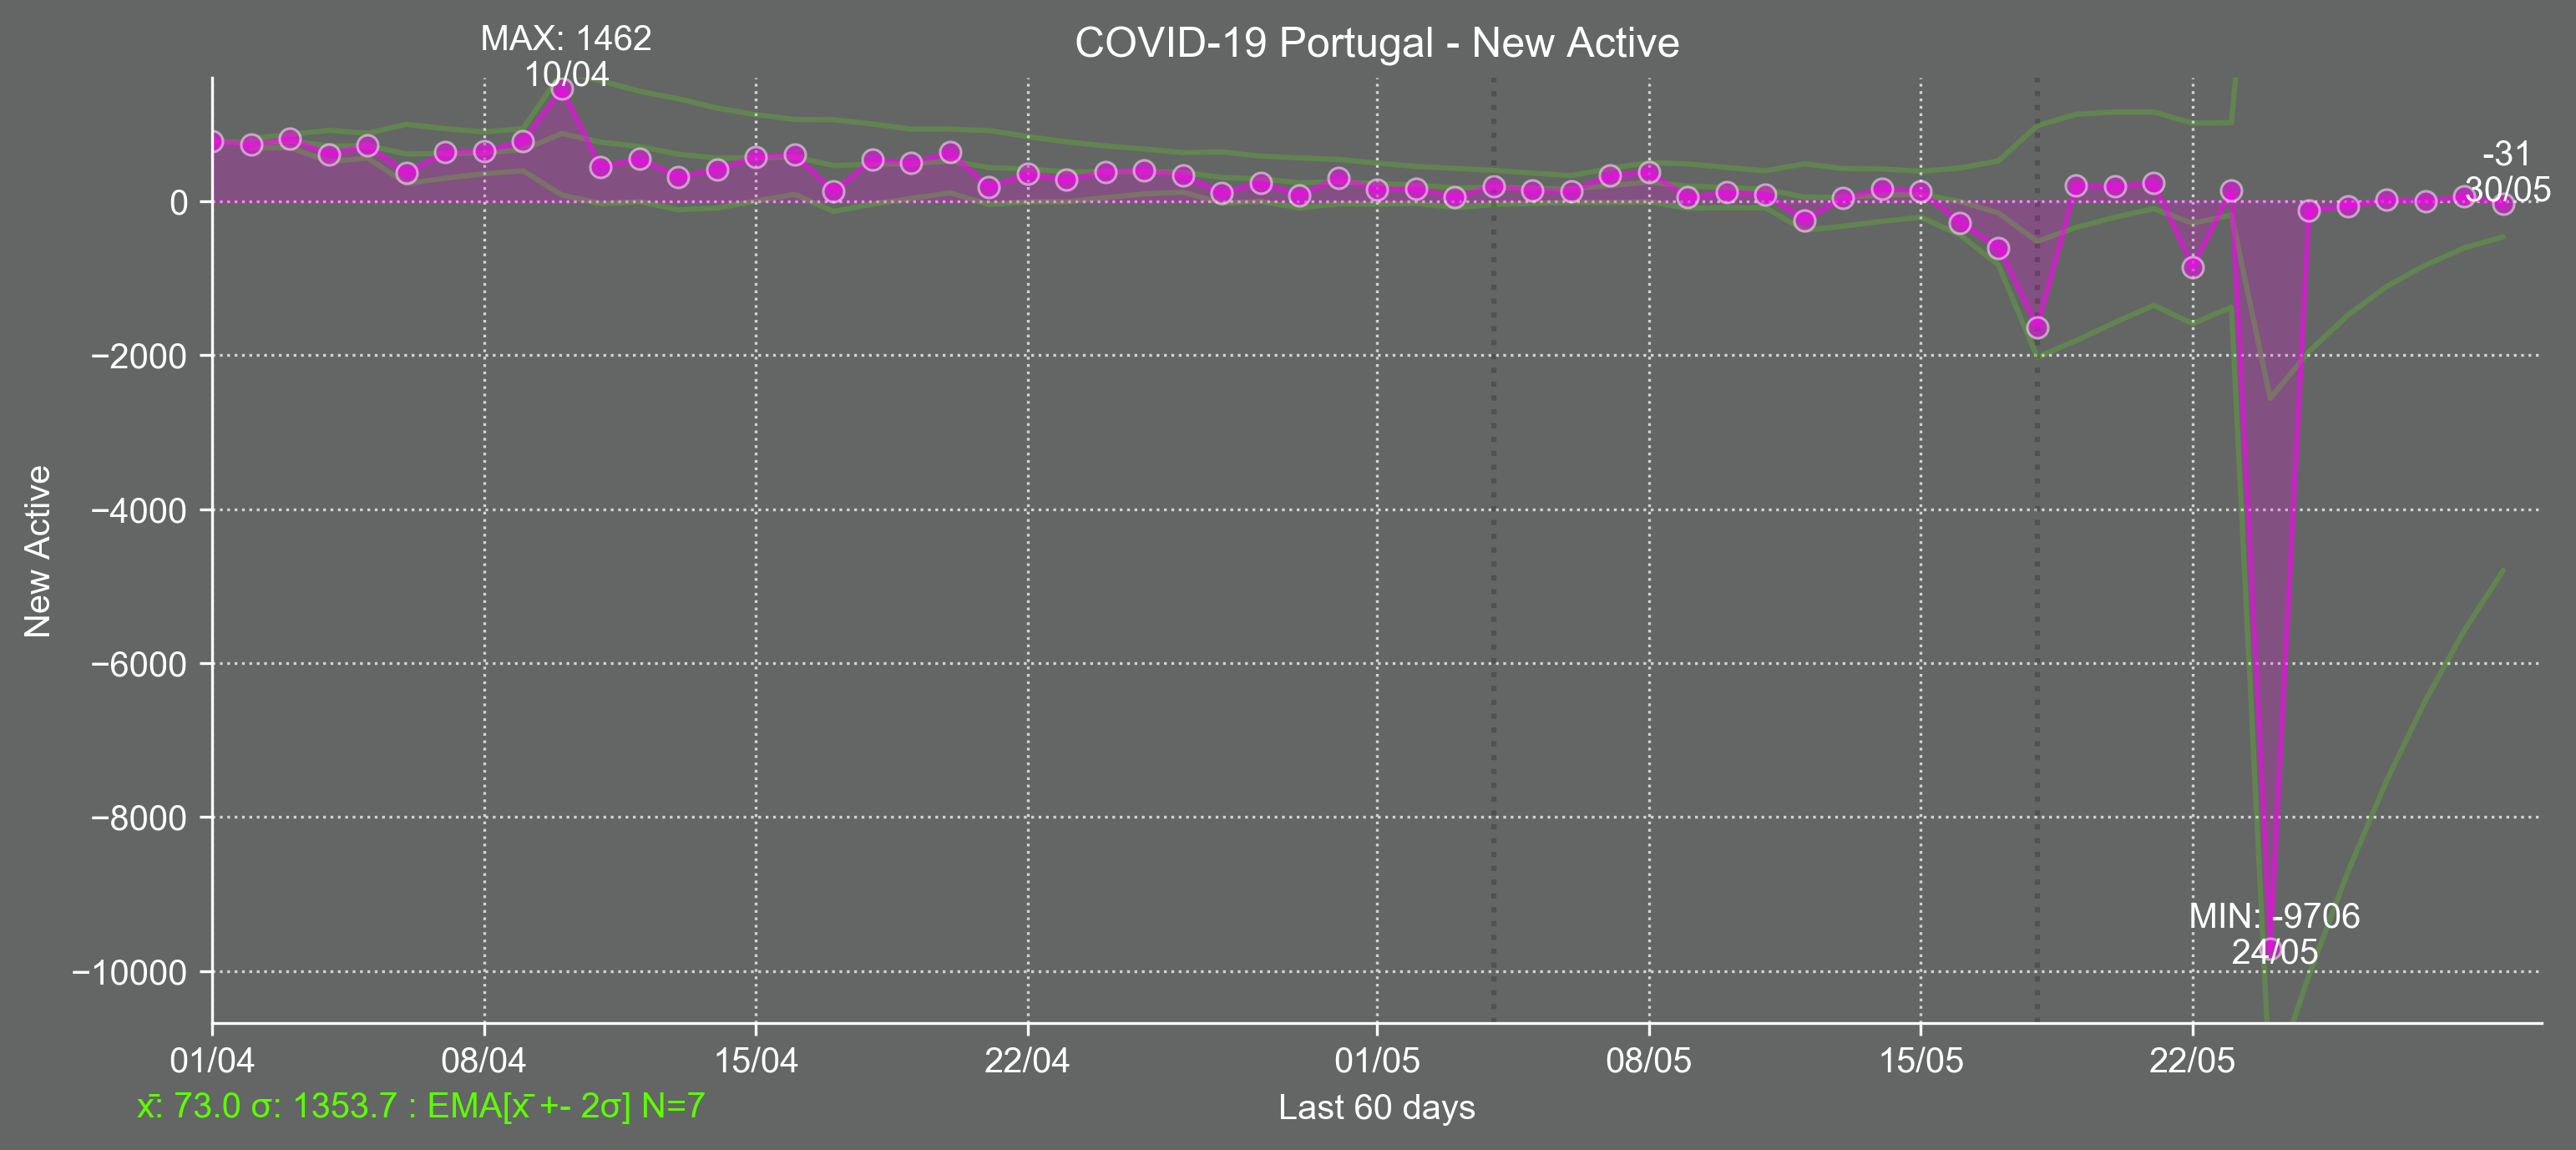 COVID-19 Portugal - New Active
MAX: 1462
10/04
-31
30/05
MIN: -9706
24/05
New Active
0
−2000
−4000
−6000
−8000
−10000
01/04 08/04 15/04 22/04 01/05 08/05 15/05 22/05
x̄: 73.0 σ: 1353.7 : EMA[x̄ +- 2σ] N=7
Last 60 days